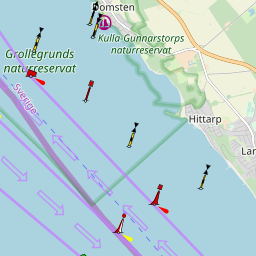 Domsten
Kulla-Gunnarstorps
naturreservat
Grollegrunds
naturreservat
Sverige
Hittarp
Lar